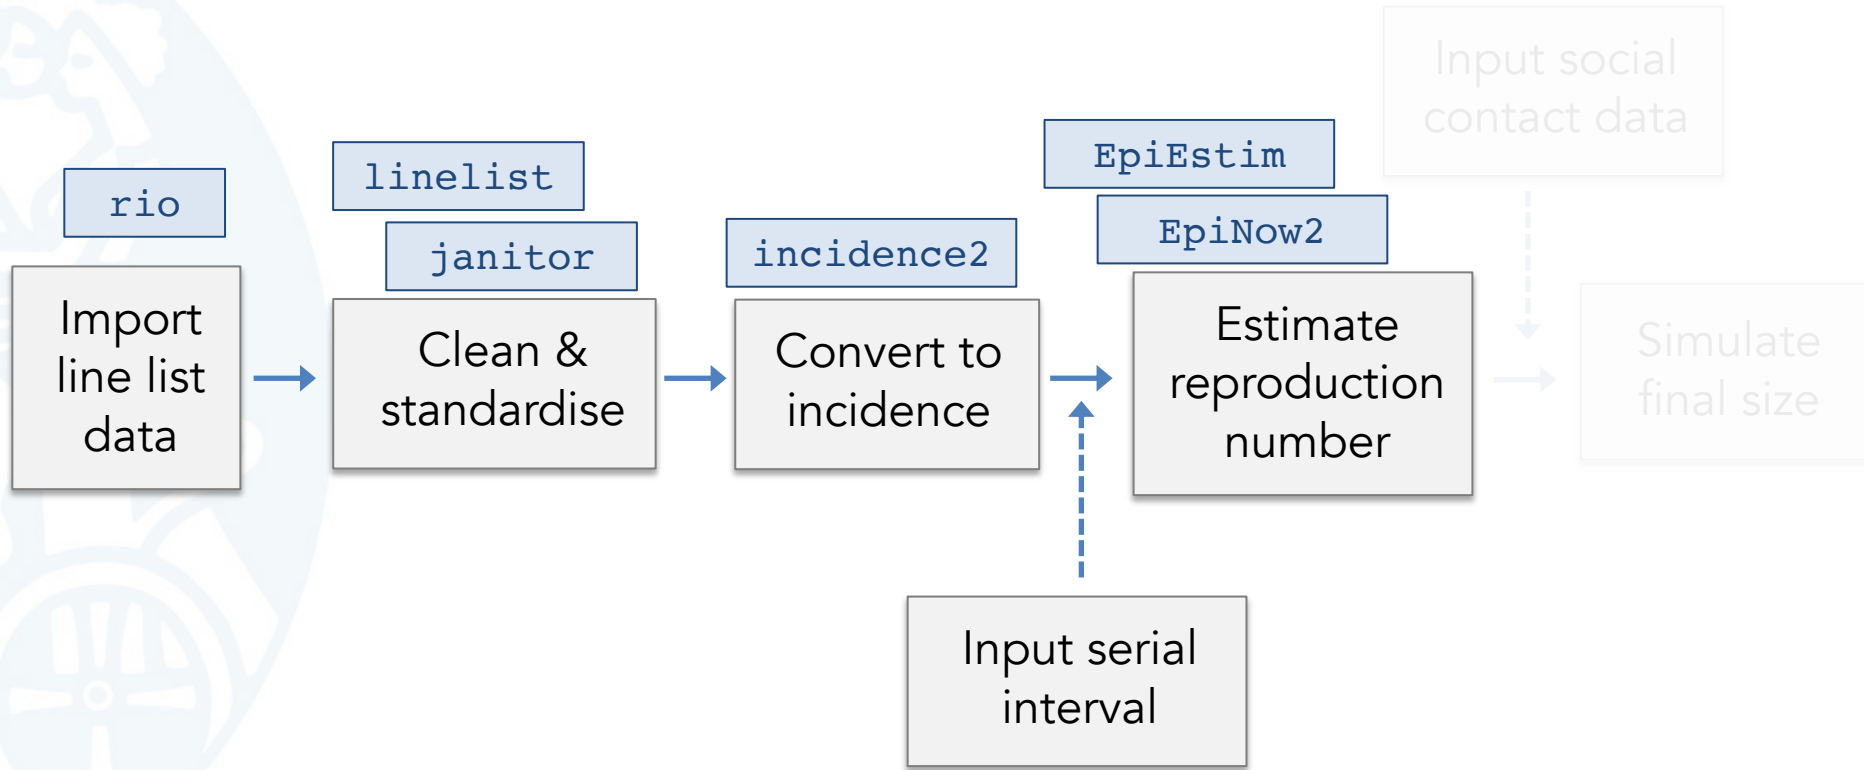 rio
Import
line list
data
linelist
janitor
Clean &
standardise
incidence2
Convert to
incidence
EpiEstim
EpiNow2
Estimate
reproduction
number
Input serial
interval
Input social
contact data
Simulate
final size